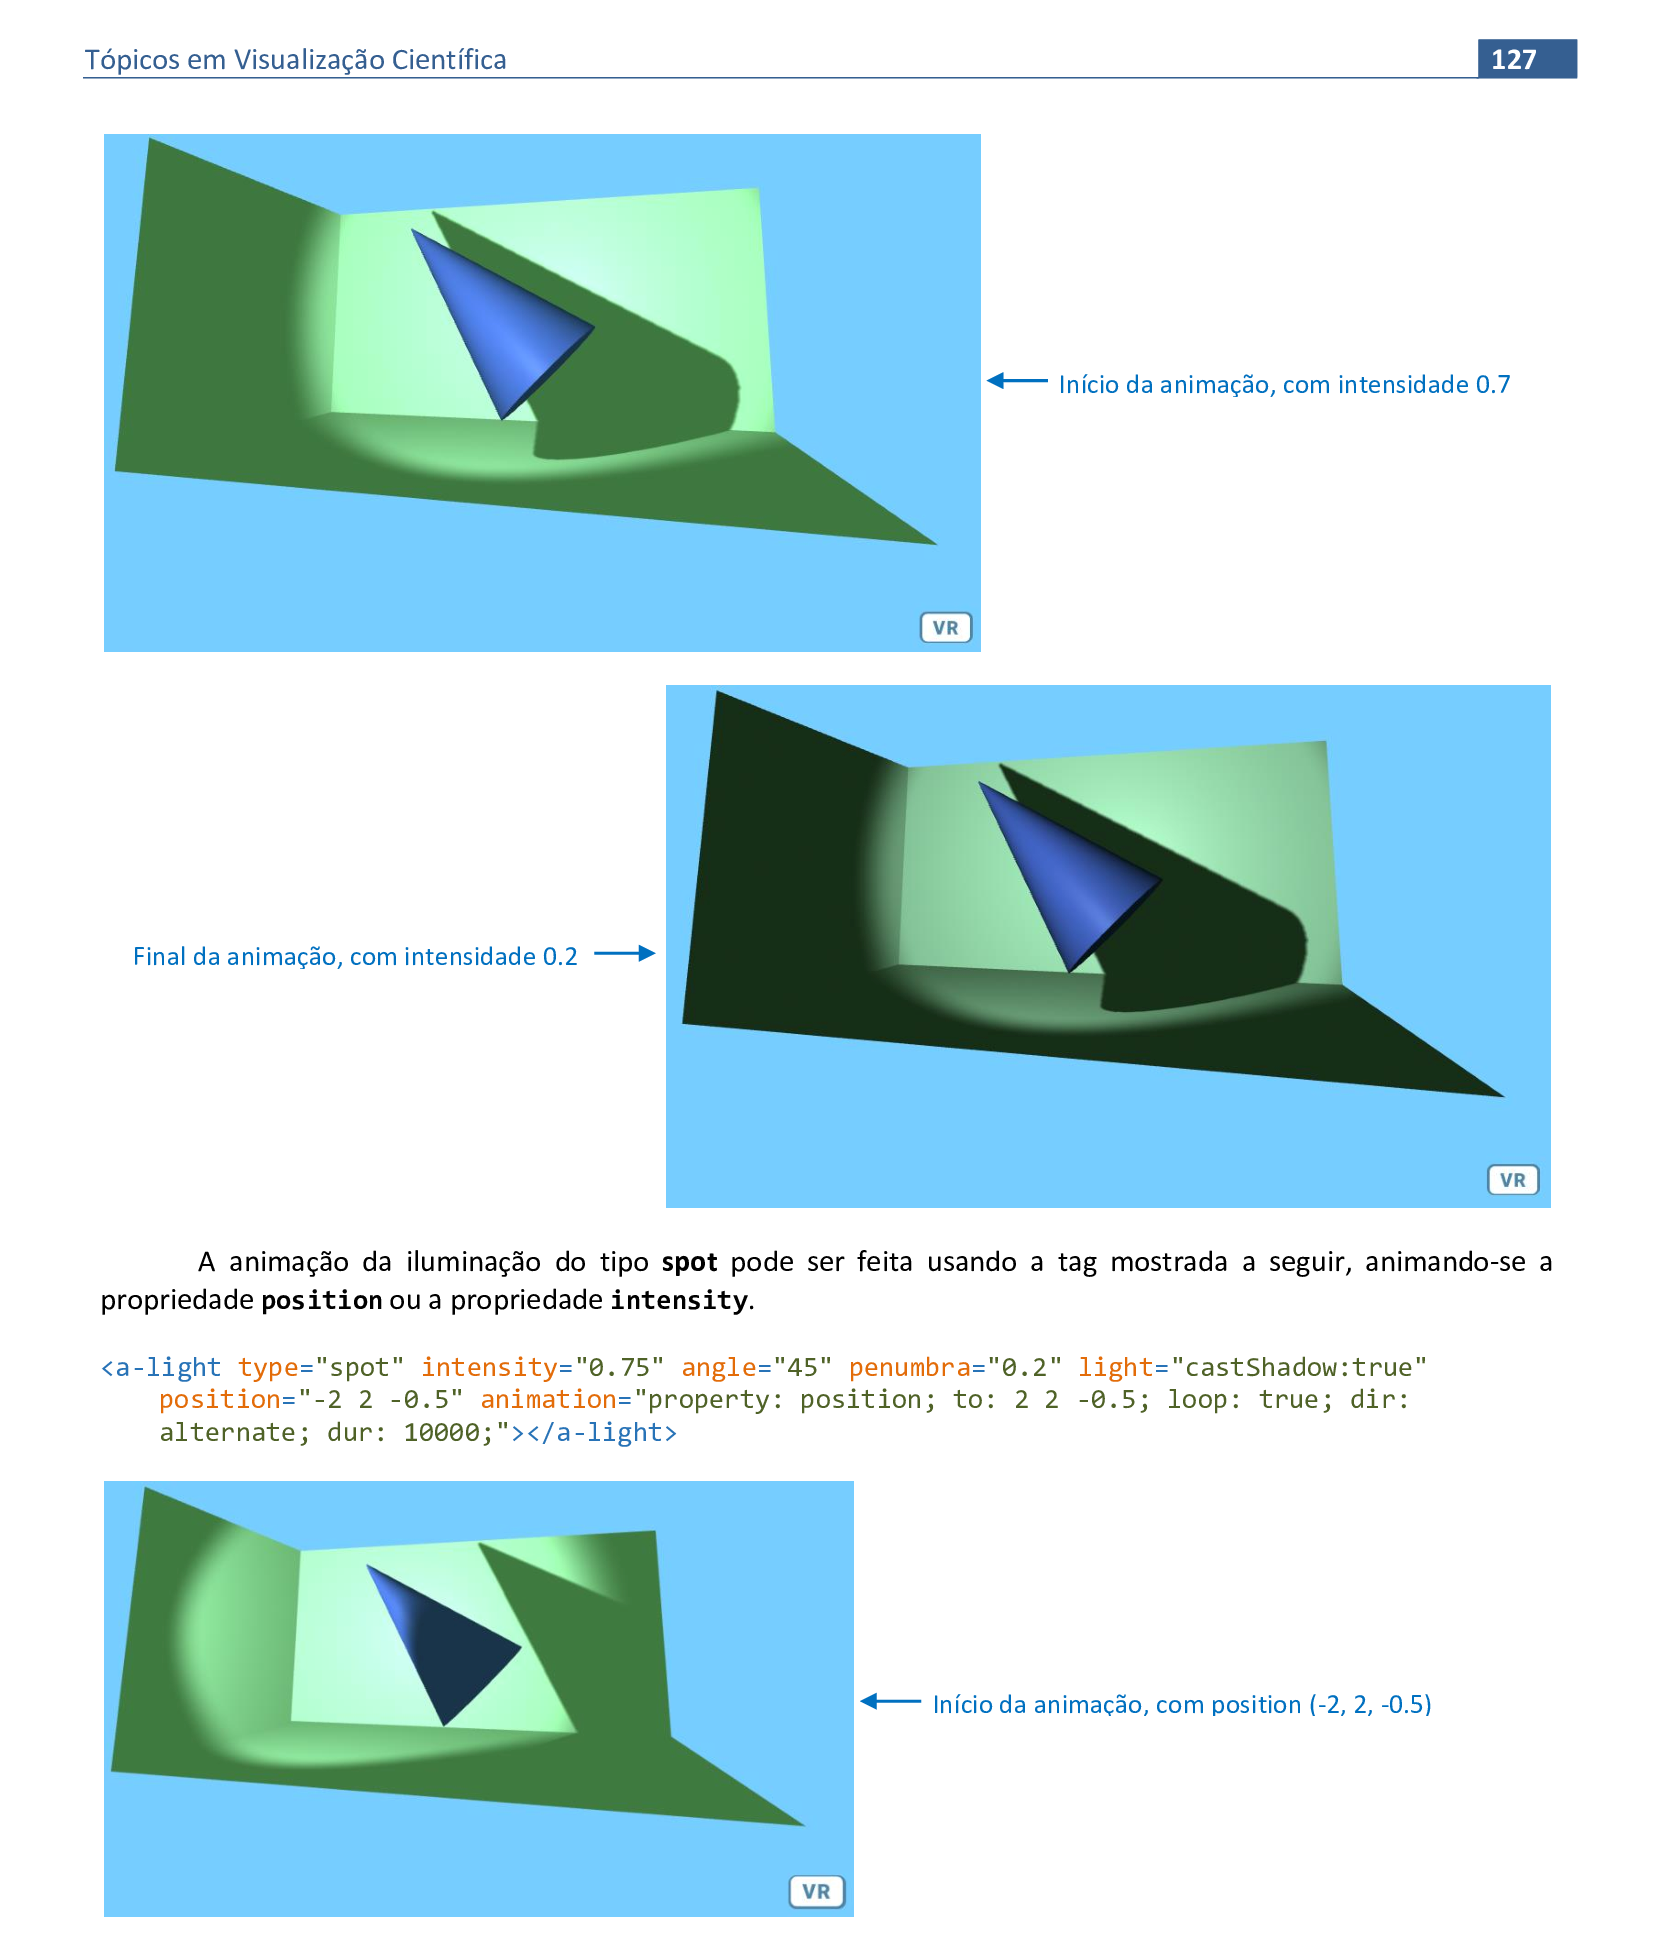 Tópicos em Visualização Científica 127
Início da animação, com intensidade 0.7
VR
Final da animação, com intensidade 0.2
VR
A animação da iluminação do tipo spot pode ser feita usando a tag mostrada a seguir, animando-se a
propriedade position ou a propriedade intensity.
<a-light type="spot" intensity="0.75" angle="45" penumbra="0.2" light="castShadow:true"
position="-2 2 -0.5" animation="property: position; to: 2 2 -0.5; loop: true; dir:
alternate; dur: 10000;"></a-light>
Início da animação, com position (-2, 2, -0.5)
VR